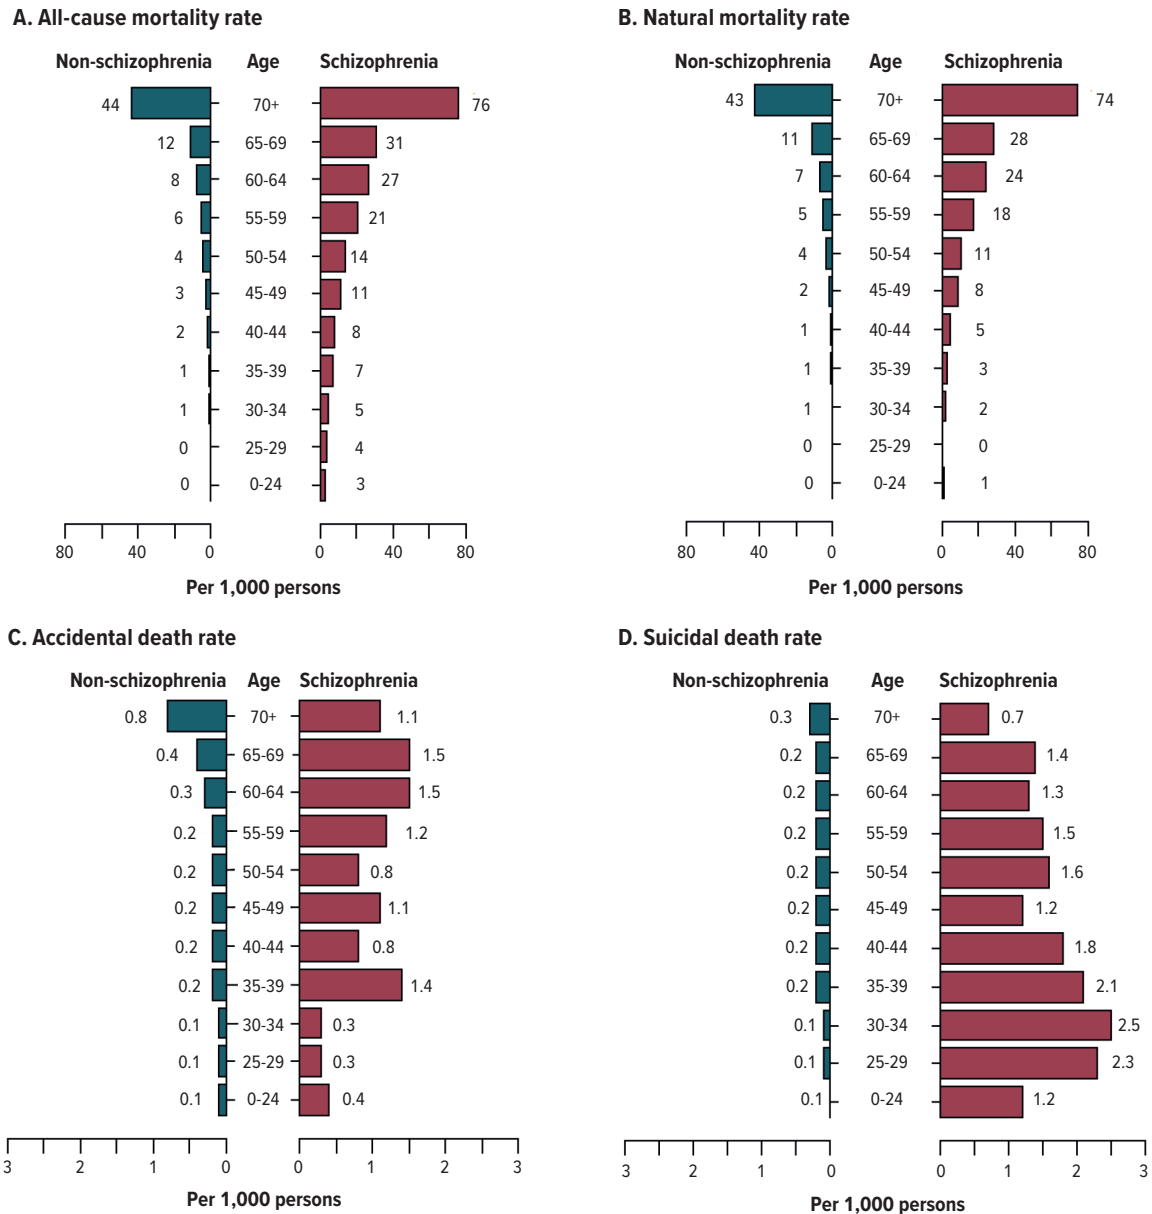 A. All-cause mortality rate
Non-schizophrenia Age Schizophrenia
44 70+ 76
12 65-69 31
8 60-64 27
6 55-59 21
4 50-54 14
3 45-49 11
2 40-44 8
1 35-39 7
1 30-34 5
0 25-29 4
0 0-24 3
80 40 0 0 40 80
Per 1,000 persons
B. Natural mortality rate
Non-schizophrenia Age Schizophrenia
43 70+ 74
11 65-69 28
7 60-64 24
5 55-59 18
4 50-54 11
2 45-49 8
1 40-44 5
1 35-39 3
1 30-34 2
0 25-29 0
0 0-24 1
80 40 0 0 40 80
Per 1,000 persons
C. Accidental death rate
Non-schizophrenia Age Schizophrenia
0.8 70+ 1.1
0.4 65-69 1.5
0.3 60-64 1.5
0.2 55-59 1.2
0.2 50-54 0.8
0.2 45-49 1.1
0.2 40-44 0.8
0.2 35-39 1.4
0.1 30-34 0.3
0.1 25-29 0.3
0.1 0-24 0.4
3 2 1 0 0 1 2 3
Per 1,000 persons
D. Suicidal death rate
Non-schizophrenia Age Schizophrenia
0.3 70+ 0.7
0.2 65-69 1.4
0.2 60-64 1.3
0.2 55-59 1.5
0.2 50-54 1.6
0.2 45-49 1.2
0.2 40-44 1.8
0.2 35-39 2.1
0.1 30-34 2.5
0.1 25-29 2.3
0.1 0-24 1.2
3 2 1 0 0 1 2 3
Per 1,000 persons